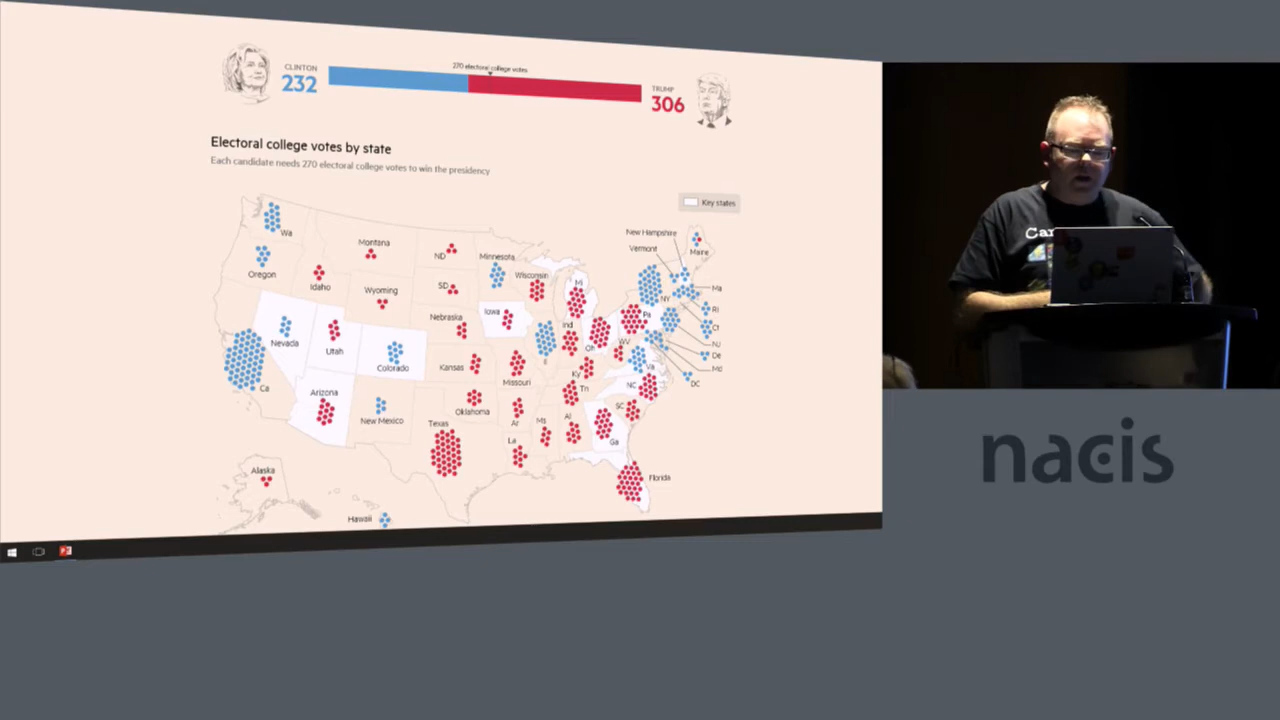 CLINTON
232
270 electoral college votes
TRUMP
306
Electoral college votes by state
Each candidate needs 270 electoral college votes to win the presidency
Key states
New Hampshire
Vermont
Maine
Wa
Montana
ND
Minnesota
Oregon
Idaho
Wyoming
SD
Wisconsin
Mi
NY
Ma
Ri
Ct
NJ
De
Md
DC
Nebraska
Iowa
Il
Ind
Oh
Pa
WV
Va
Nevada
Utah
Colorado
Kansas
Missouri
Ky
NC
Ca
Arizona
New Mexico
Oklahoma
Ar
Tn
SC
Texas
La
Ms
Al
Ga
Florida
Alaska
Hawaii
nacis